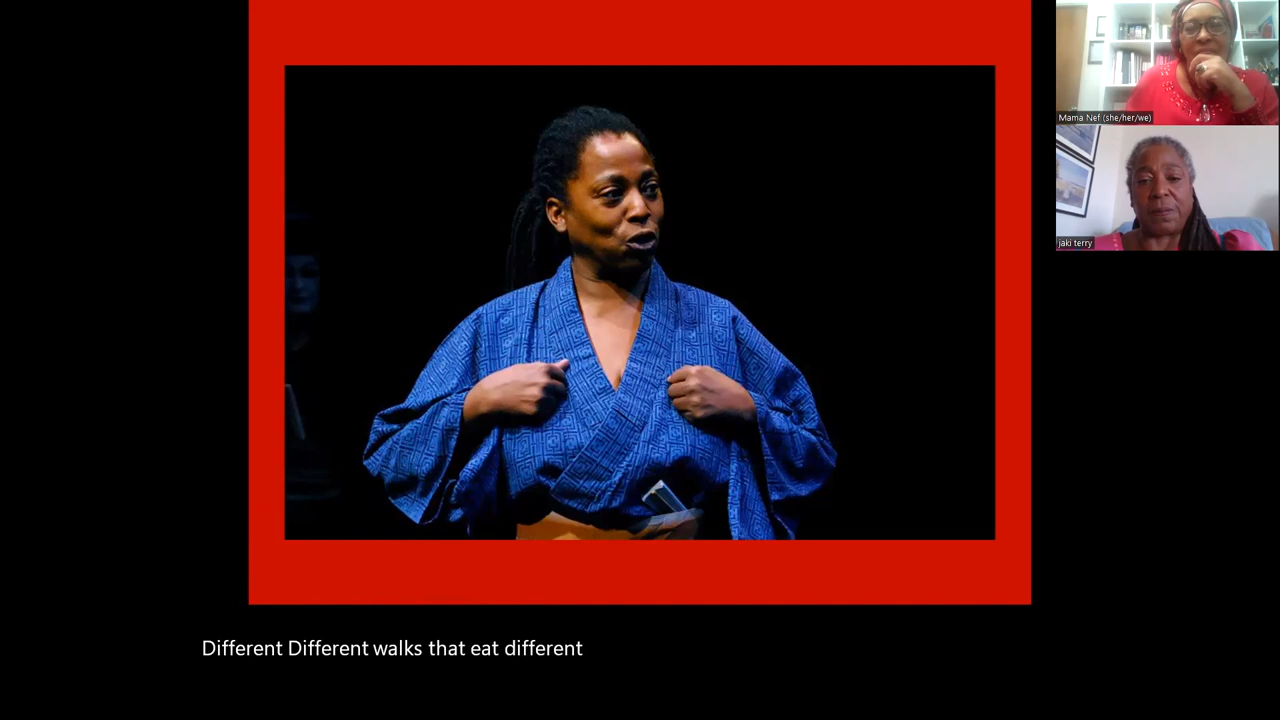 Mama Nef (she/her/we)
jaki terry
Different Different walks that eat different